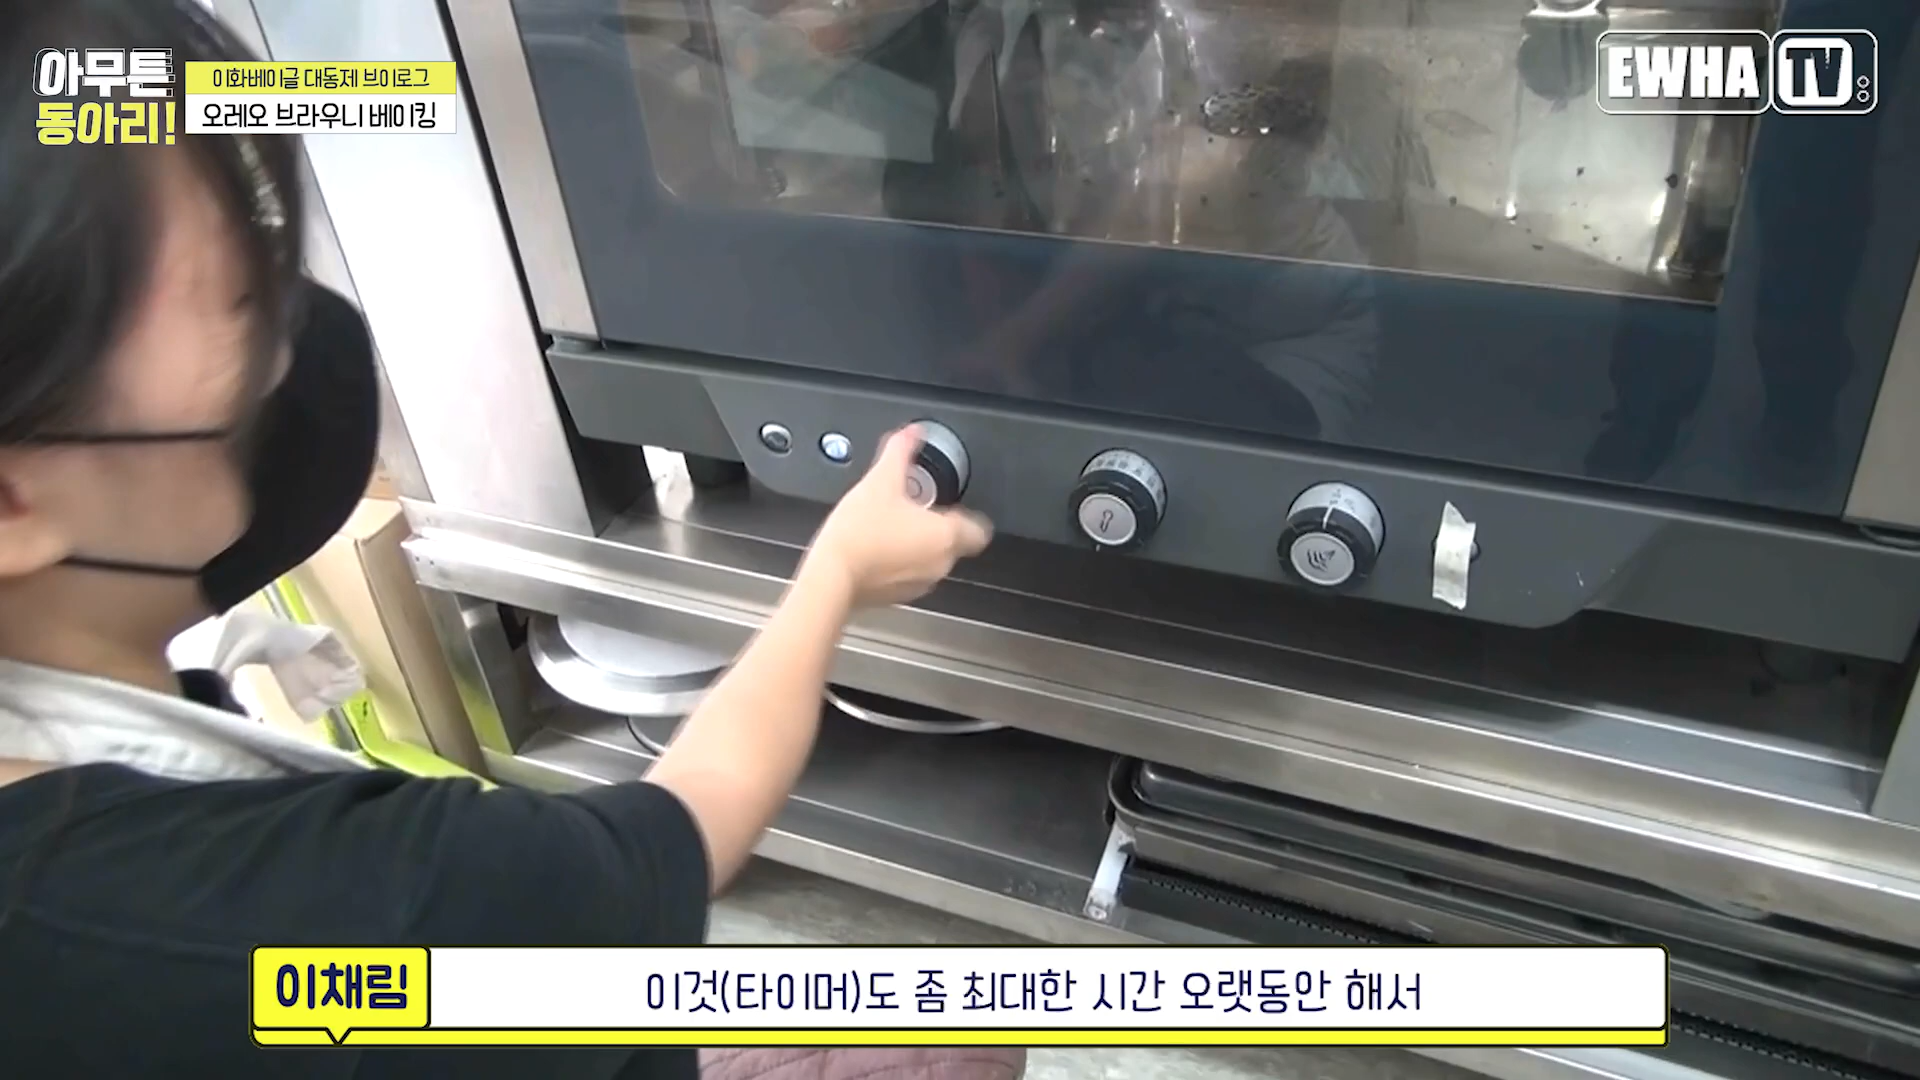 아무튼
동아리!
이화베이글 대동제 브이로그
오레오 브라우니 베이킹
EWHA TV
이채림
이것(타이머)도 좀 최대한 시간 오랫동안 해서